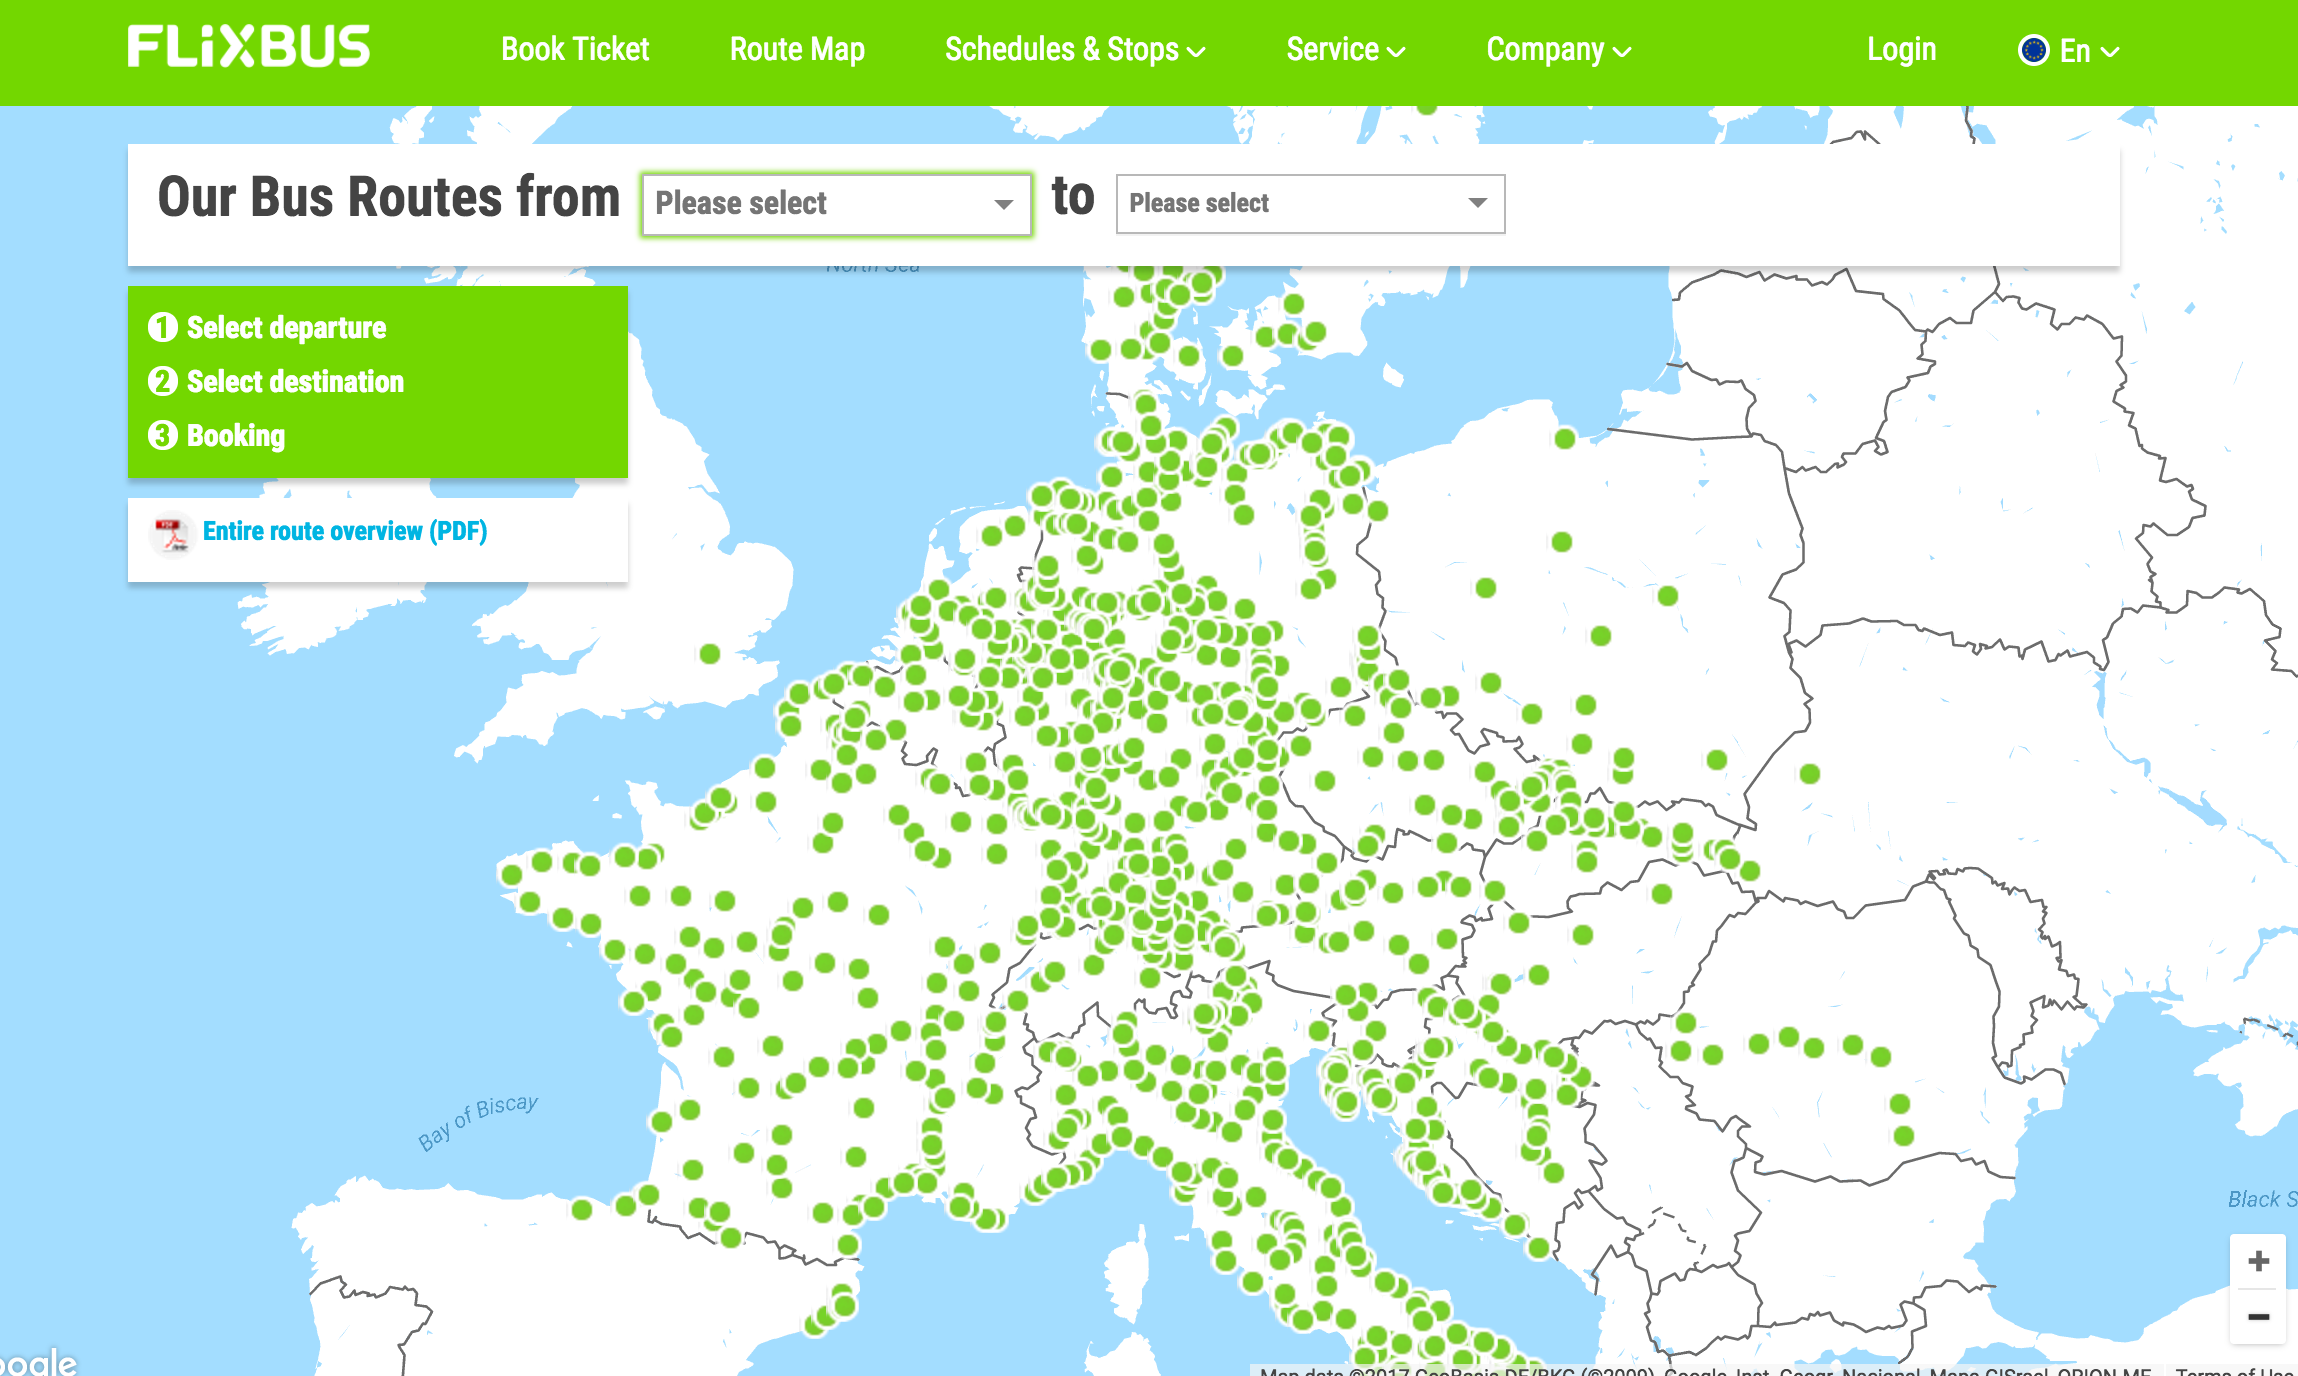 FLiXBUS
Book Ticket
Route Map
Schedules & Stops
Service
Company
Login
En
Our Bus Routes from
Please select
to
Please select
North Sea
1 Select departure
2 Select destination
3 Booking
PDF
Entire route overview (PDF)
Bay of Biscay
Black S
+
−
oogle
Map data ©2017 GeoBasis-DE/BKG (©2009), Google, Inst. Geogr. Nacional, Mapa GISrael, ORION-ME
Terms of Use